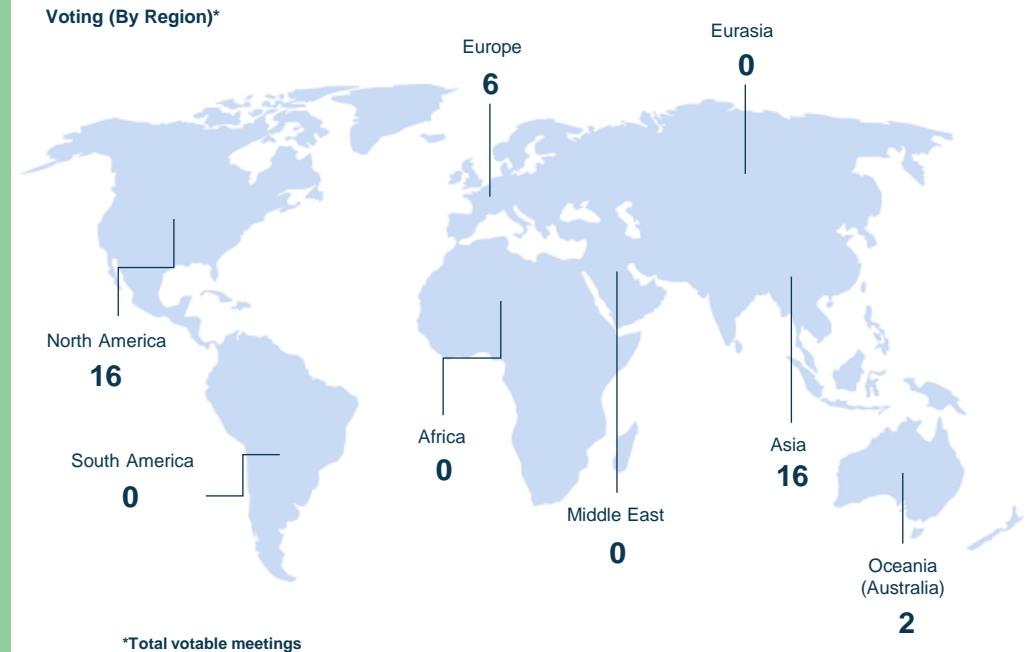 Voting (By Region)*
Eurasia
0
Europe
6
North America
16
South America
0
Africa
0
Middle East
0
Asia
16
Oceania
(Australia)
2
*Total votable meetings